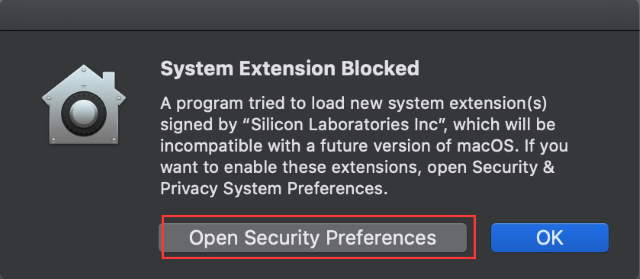 System Extension Blocked
A program tried to load new system extension(s)
signed by “Silicon Laboratories Inc”, which will be
incompatible with a future version of macOS. If you
want to enable these extensions, open Security &
Privacy System Preferences.
Open Security Preferences
OK